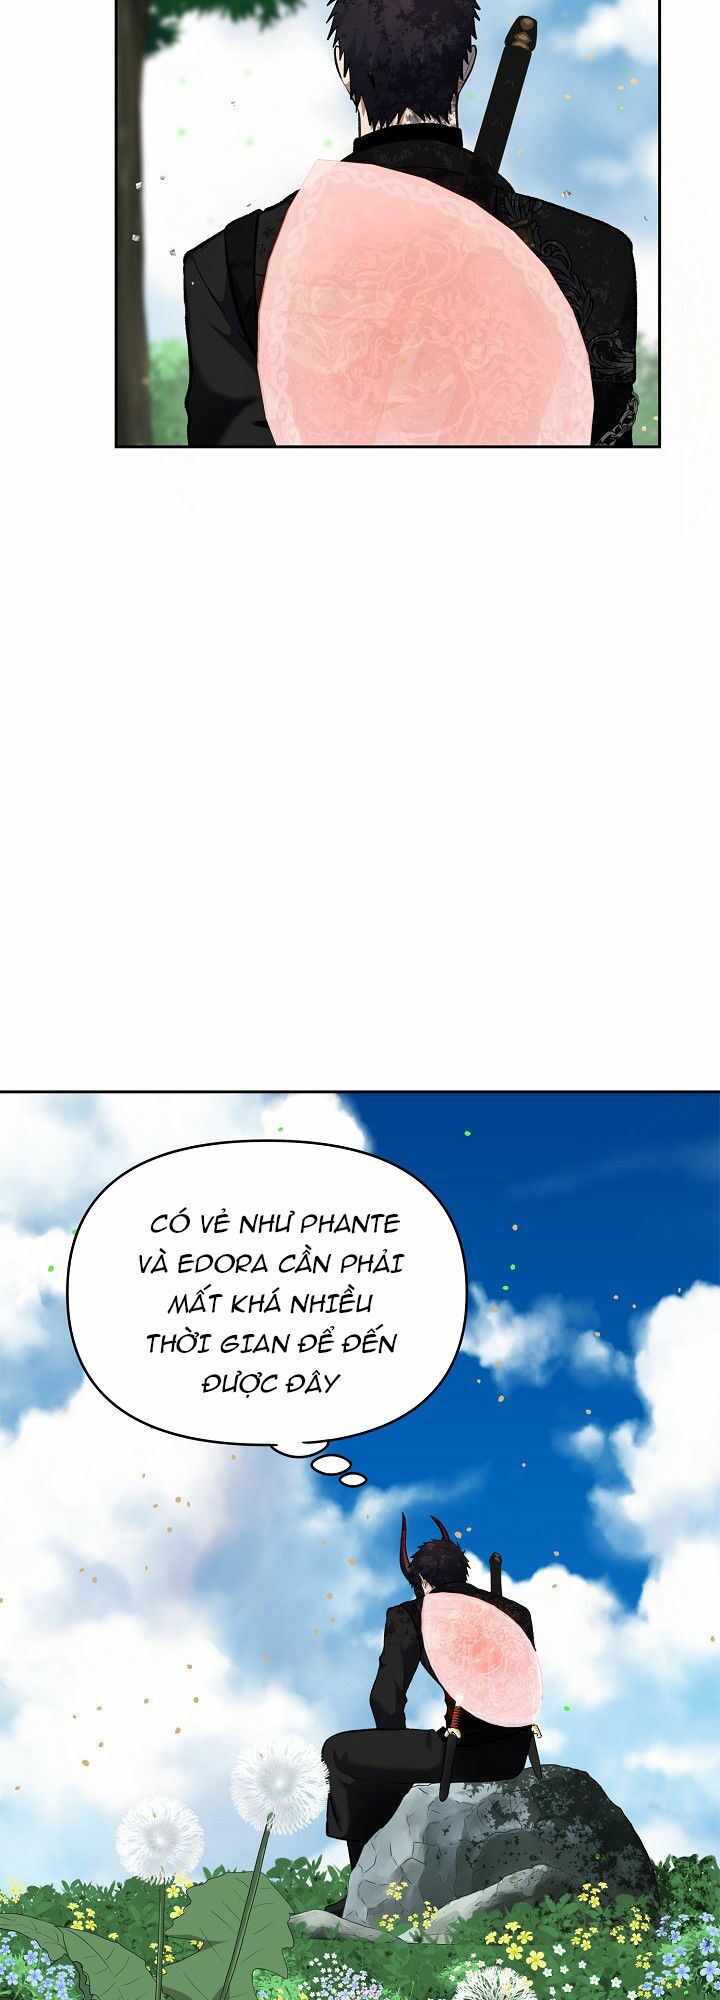 CÓ VẺ NHƯ PHANTE
VÀ EDORA CẦN PHẢI
MẤT KHÁ NHIỀU
THỜI GIAN ĐỂ ĐẾN
ĐƯỢC ĐÂY